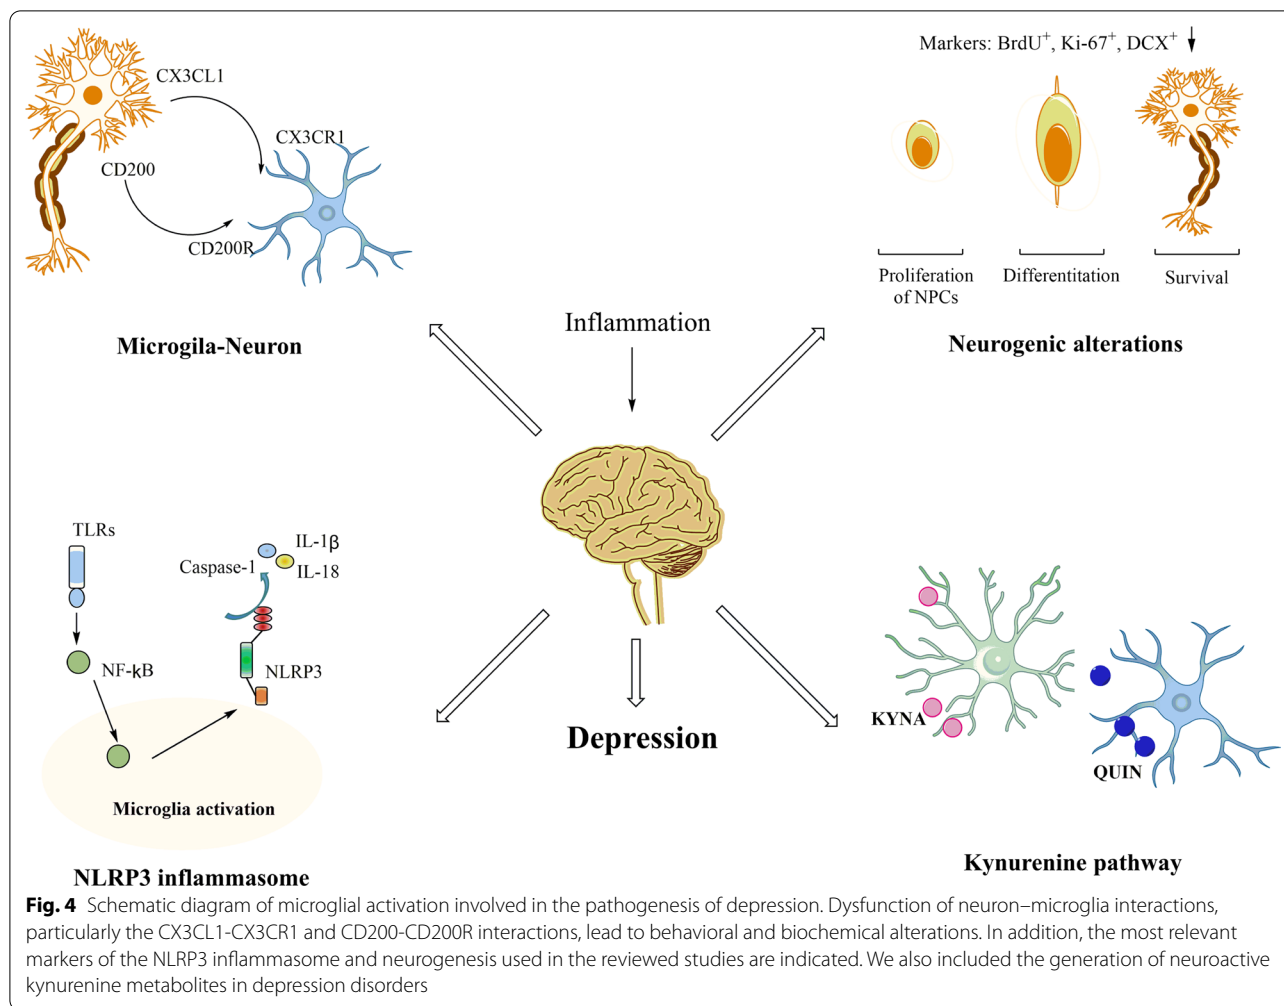 CX3CL1
CX3CR1
CD200
CD200R
Microgila-Neuron
Markers: BrdU+, Ki-67+, DCX+
Proliferation
of NPCs
Differentitation
Survival
Neurogenic alterations
Inflammation
Depression
TLRs
NF-kB
Caspase-1
IL-1β
IL-18
NLRP3
Microglia activation
NLRP3 inflammasome
KYNA
QUIN
Kynurenine pathway
Fig. 4 Schematic diagram of microglial activation involved in the pathogenesis of depression. Dysfunction of neuron–microglia interactions,
particularly the CX3CL1-CX3CR1 and CD200-CD200R interactions, lead to behavioral and biochemical alterations. In addition, the most relevant
markers of the NLRP3 inflammasome and neurogenesis used in the reviewed studies are indicated. We also included the generation of neuroactive
kynurenine metabolites in depression disorders